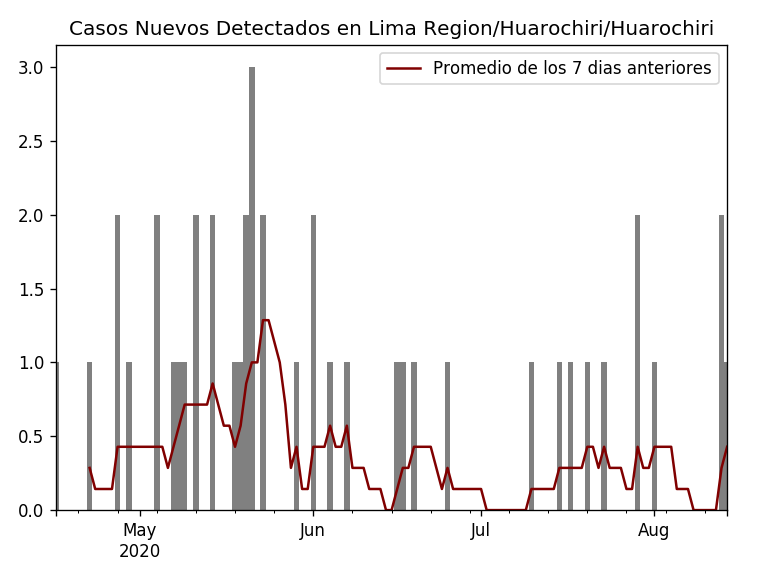 Casos Nuevos Detectados en Lima Region/Huarochiri/Huarochiri
Promedio de los 7 dias anteriores
3.0
2.5
2.0
1.5
1.0
0.5
0.0
May
2020
Jun
Jul
Aug